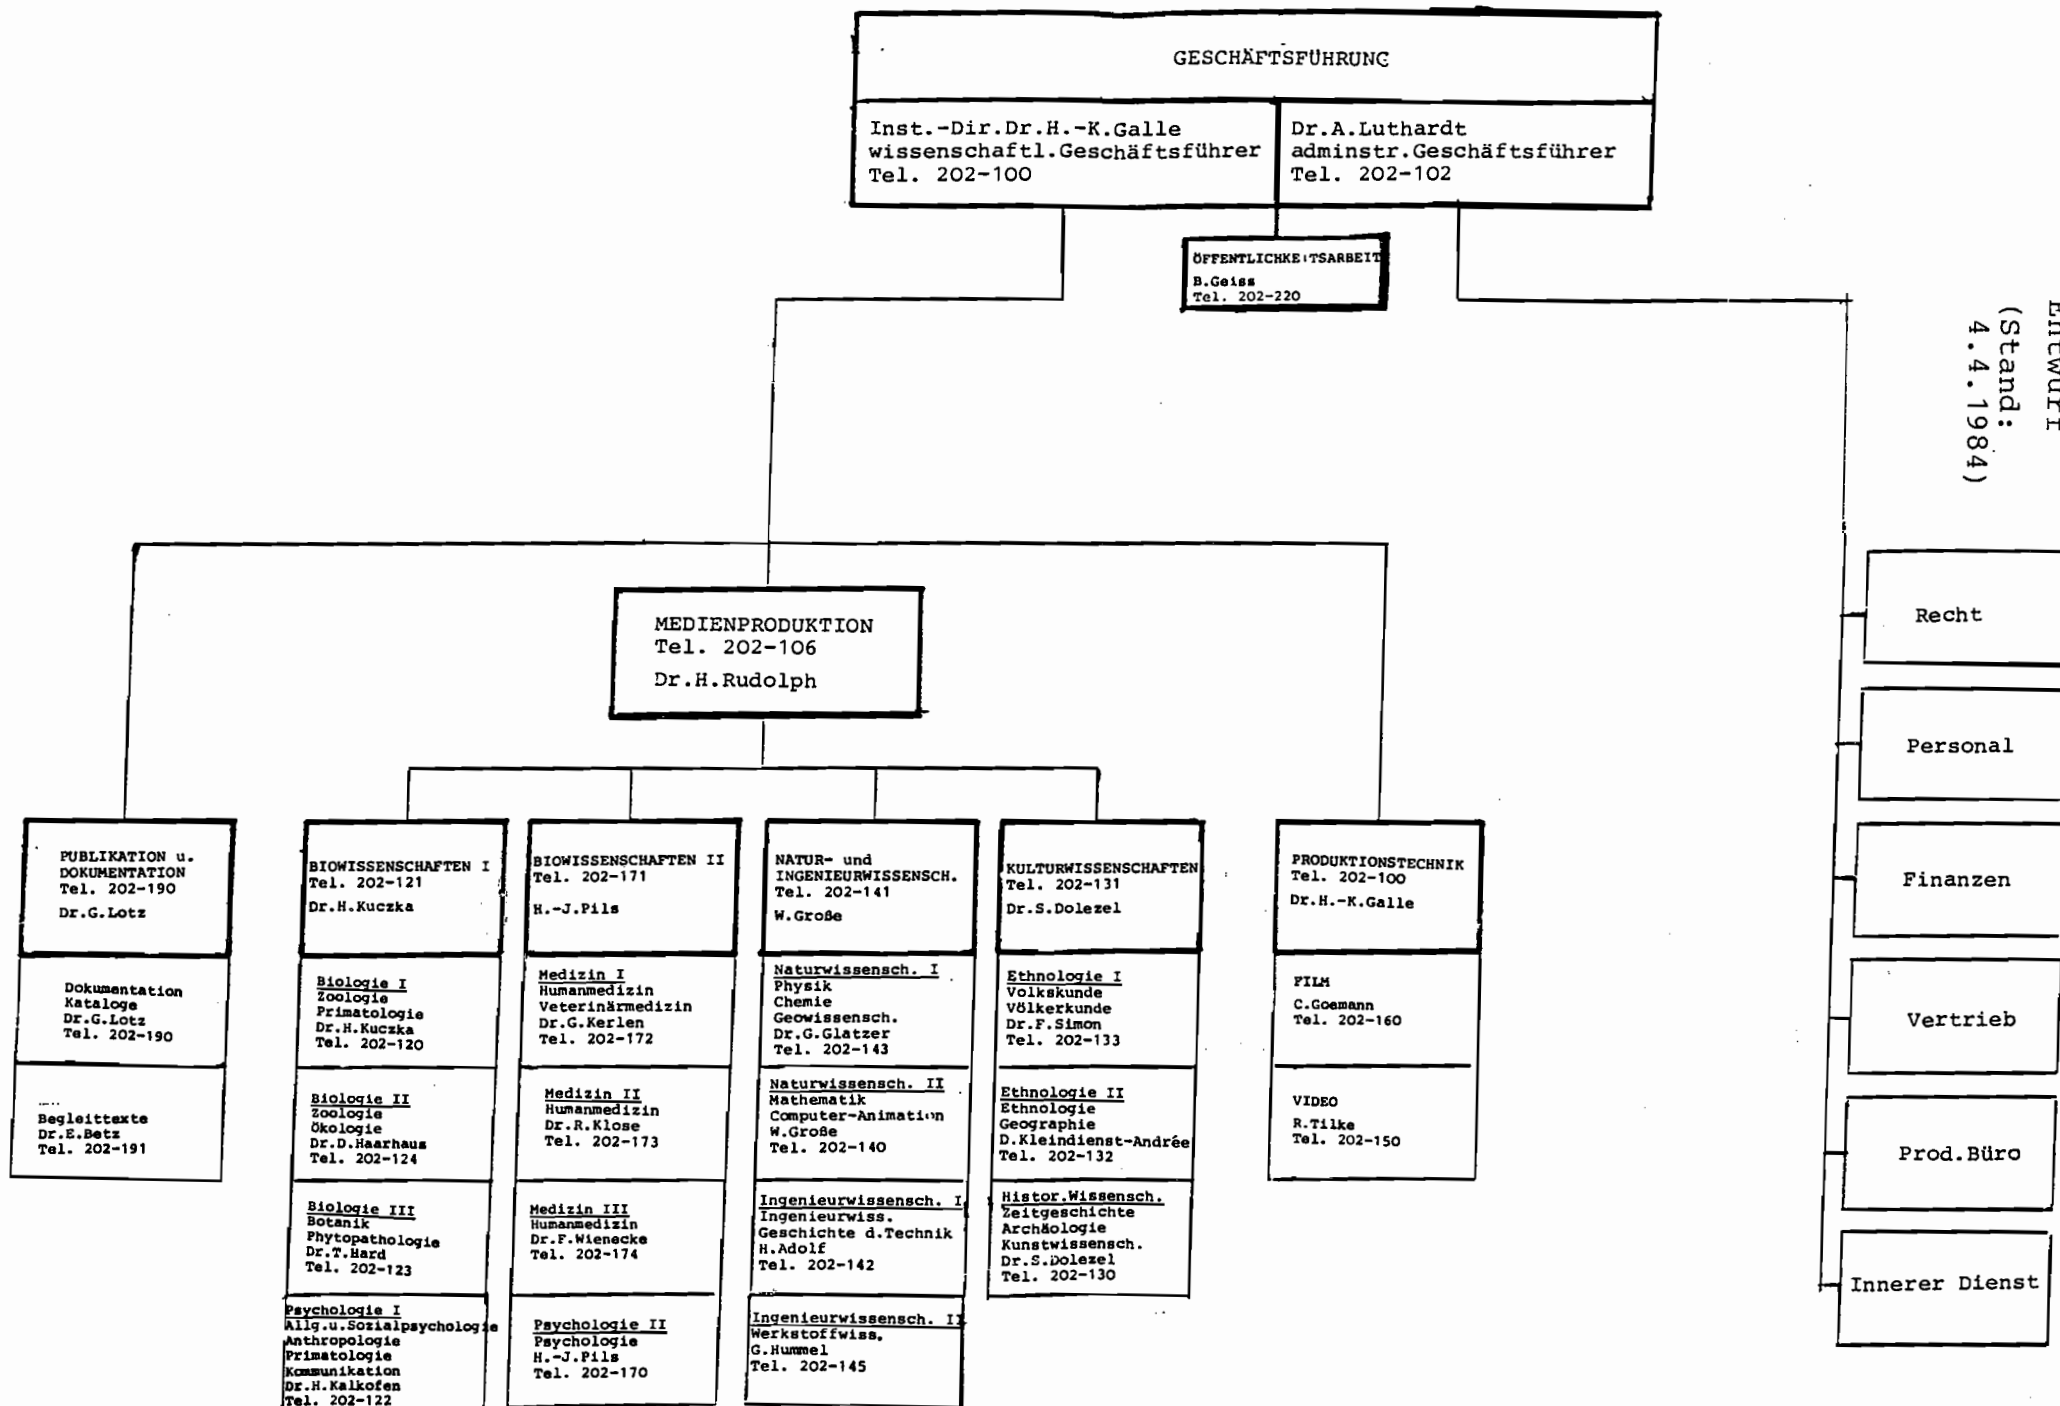 GESCHÄFTSFÜHRUNG
Inst.-Dir.Dr.H.-K.Galle
wissenschaftl.Geschäftsführer
Tel. 202-100
Dr.A.Luthardt
adminstr.Geschäftsführer
Tel. 202-102
ÖFFENTLICHKEITSARBEIT
B.Geiss
Tel. 202-220
Entwurf
(Stand:
4.4.1984)
MEDIENPRODUKTION
Tel. 202-106
Dr.H.Rudolph
PUBLIKATION u.
DOKUMENTATION
Tel. 202-190
Dr.G.Lotz
Dokumentation
Kataloge
Dr.G.Lotz
Tel. 202-190
Begleittexte
Dr.E.Betz
Tel. 202-191
BIOWISSENSCHAFTEN I
Tel. 202-121
Dr.H.Kuczka
Biologie I
Zoologie
Primatologie
Dr.H.Kuczka
Tel. 202-120
Biologie II
Zoologie
Ökologie
Dr.D.Haarhaus
Tel. 202-124
Biologie III
Botanik
Phytopathologie
Dr.T.Hard
Tel. 202-123
Psychologie I
Allg.u.Sozialpsychologie
Anthropologie
Primatologie
Kommunikation
Dr.H.Kalkofen
Tel. 202-122
BIOWISSENSCHAFTEN II
Tel. 202-171
H.-J.Pils
Medizin I
Humanmedizin
Veterinärmedizin
Dr.G.Kerlen
Tel. 202-172
Medizin II
Humanmedizin
Dr.R.Klose
Tel. 202-173
Medizin III
Humanmedizin
Dr.F.Wienecke
Tel. 202-174
Psychologie II
Psychologie
H.-J.Pils
Tel. 202-170
NATUR- und
INGENIEURWISSENSCH.
Tel. 202-141
W.Große
Naturwissensch. I
Physik
Chemie
Geowissensch.
Dr.G.Glatzer
Tel. 202-143
Naturwissensch. II
Mathematik
Computer-Animation
W.Große
Tel. 202-140
Ingenieurwissensch. I
Ingenieurwiss.
Geschichte d.Technik
H.Adolf
Tel. 202-142
Ingenieurwissensch. II
Werkstoffwiss.
G.Hummel
Tel. 202-145
KULTURWISSENSCHAFTEN
Tel. 202-131
Dr.S.Dolezel
Ethnologie I
Volkskunde
Völkerkunde
Dr.F.Simon
Tel. 202-133
Ethnologie II
Ethnologie
Geographie
D.Kleindienst-Andrée
Tel. 202-132
Histor.Wissensch.
Zeitgeschichte
Archäologie
Kunstwissensch.
Dr.S.Dolezel
Tel. 202-130
PRODUKTIONSTECHNIK
Tel. 202-100
Dr.H.-K.Galle
FILM
C.Goemann
Tel. 202-160
VIDEO
R.Tilke
Tel. 202-150
Recht
Personal
Finanzen
Vertrieb
Prod.Büro
Innerer Dienst